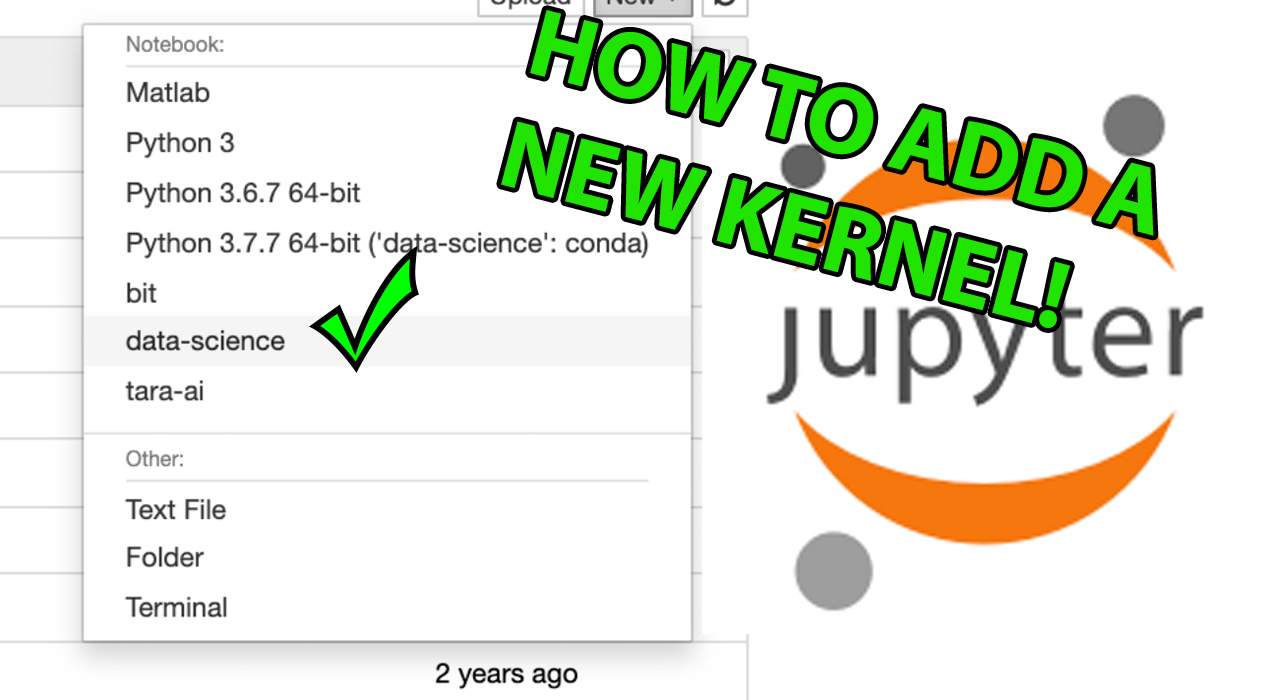 Upload New
Notebook:
Matlab
Python 3
Python 3.6.7 64-bit
Python 3.7.7 64-bit ('data-science': conda)
bit
data-science
tara-ai
Other:
Text File
Folder
Terminal
2 years ago
HOW TO ADD A
NEW KERNEL!
jupyter